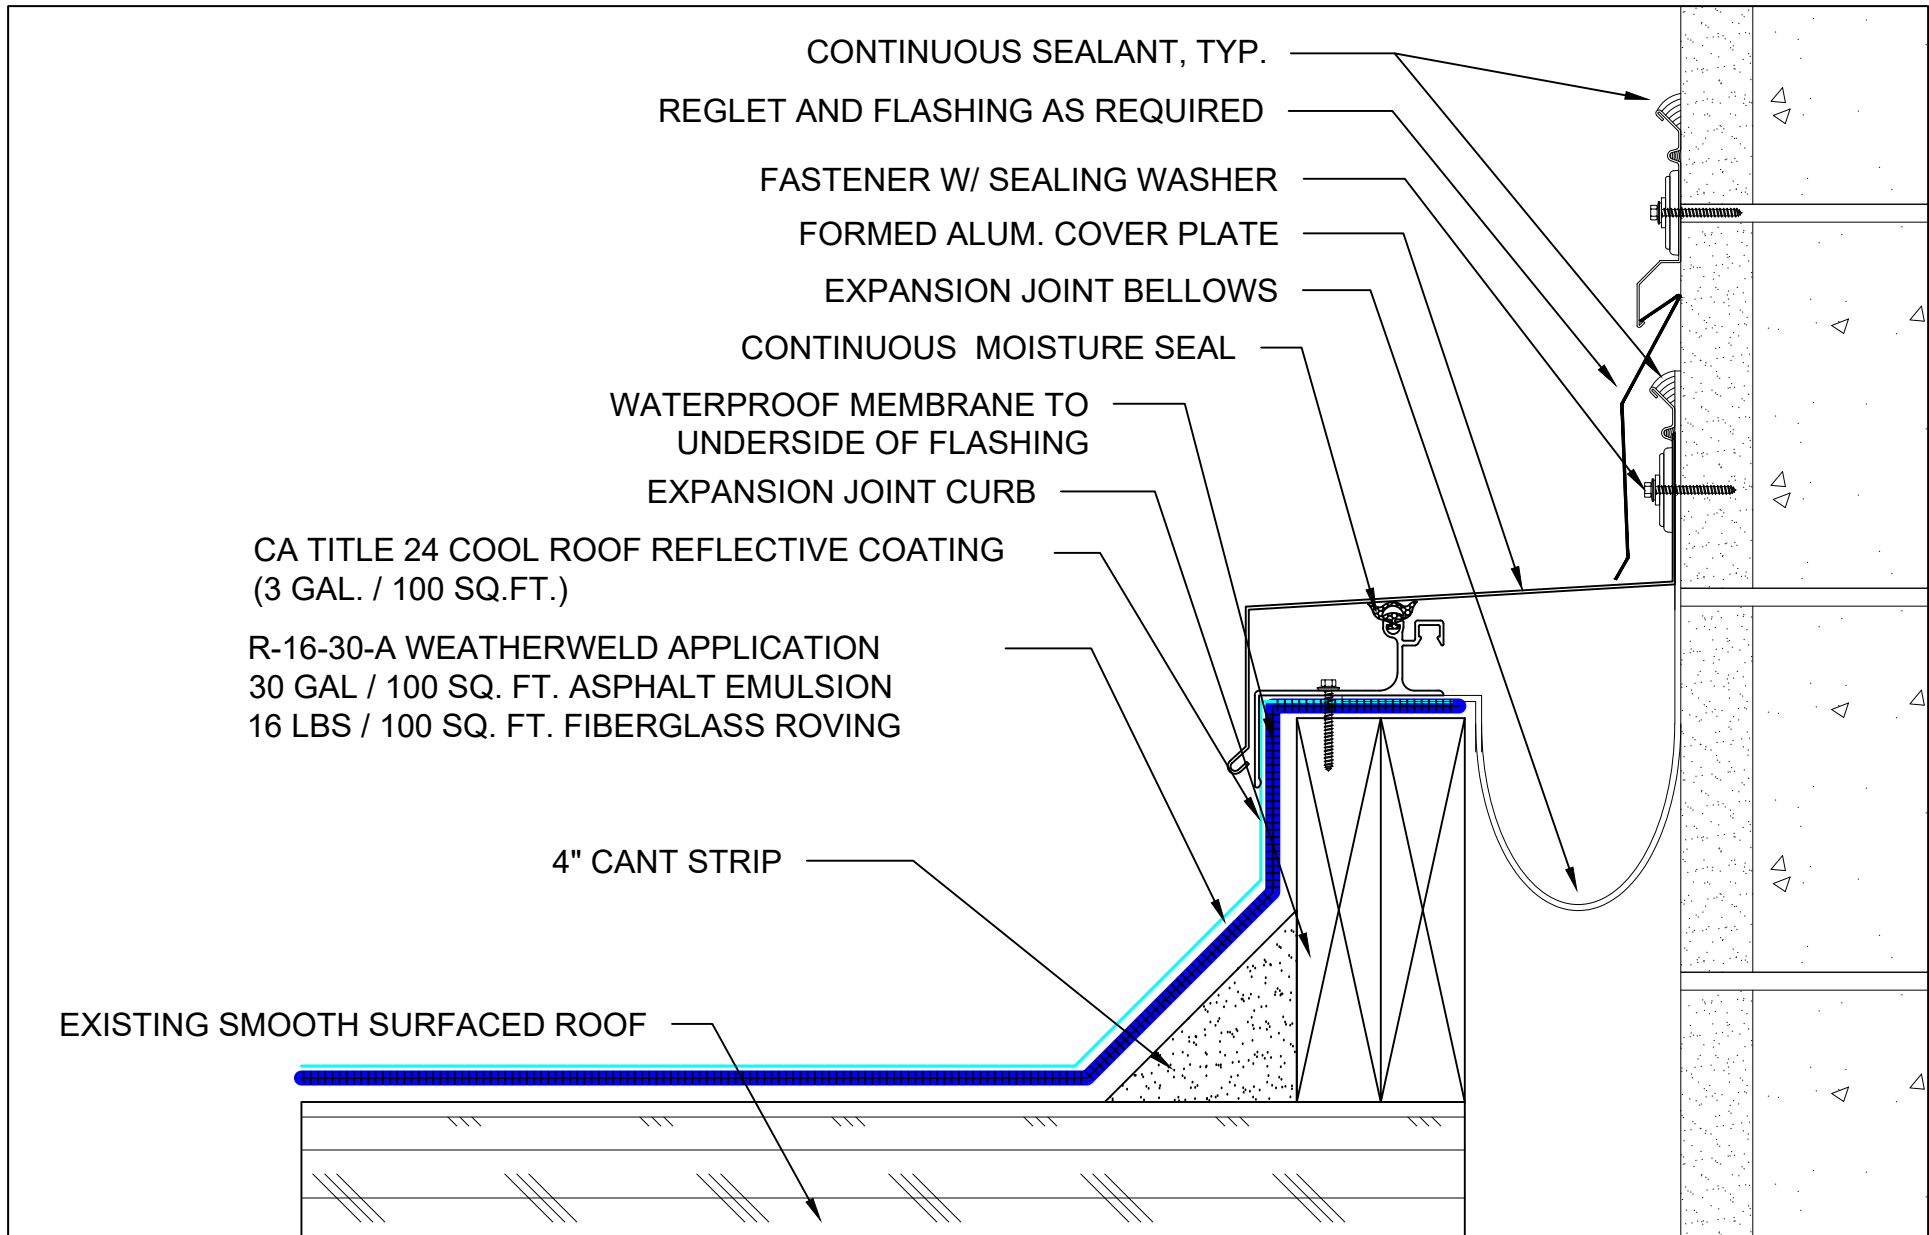 CONTINUOUS SEALANT, TYP.
REGLET AND FLASHING AS REQUIRED
FASTENER W/ SEALING WASHER
FORMED ALUM. COVER PLATE
EXPANSION JOINT BELLOWS
CONTINUOUS MOISTURE SEAL
WATERPROOF MEMBRANE TO
UNDERSIDE OF FLASHING
EXPANSION JOINT CURB
CA TITLE 24 COOL ROOF REFLECTIVE COATING
(3 GAL. / 100 SQ.FT.)
R-16-30-A WEATHERWELD APPLICATION
30 GAL / 100 SQ. FT. ASPHALT EMULSION
16 LBS / 100 SQ. FT. FIBERGLASS ROVING
4" CANT STRIP
EXISTING SMOOTH SURFACED ROOF